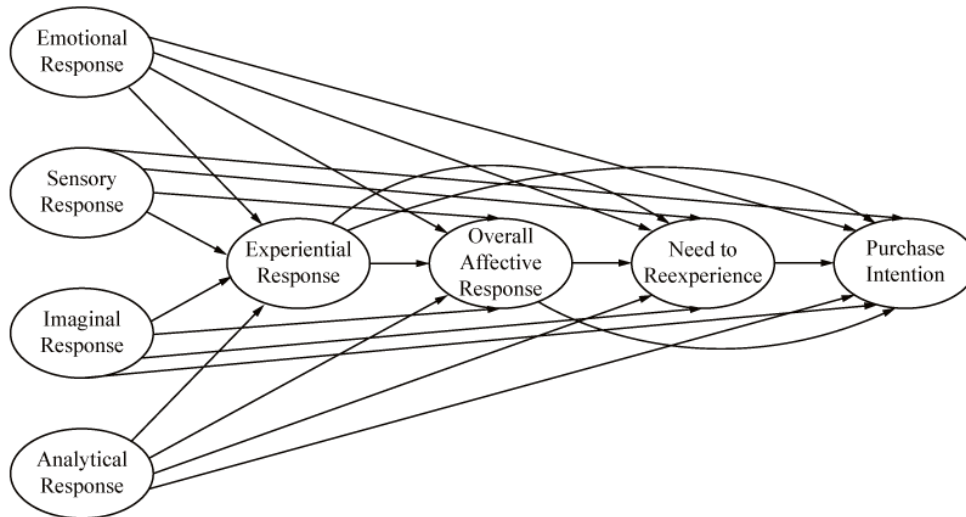 Emotional
Response
Sensory
Response
Experiential
Response
Overall
Affective
Response
Need to
Reexperience
Purchase
Intention
Imaginal
Response
Analytical
Response